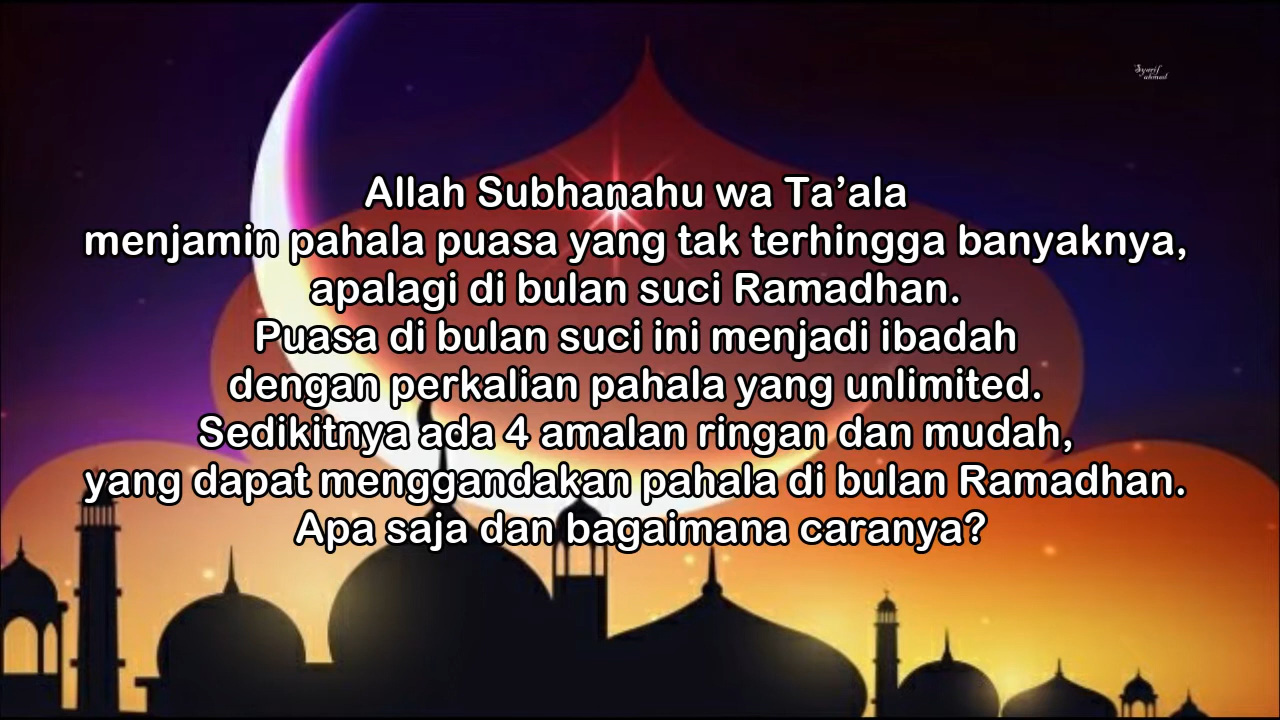 Syarif
ahmad
Allah Subhanahu wa Ta’ala
menjamin pahala puasa yang tak terhingga banyaknya,
apalagi di bulan suci Ramadhan.
Puasa di bulan suci ini menjadi ibadah
dengan perkalian pahala yang unlimited.
Sedikitnya ada 4 amalan ringan dan mudah,
yang dapat menggandakan pahala di bulan Ramadhan.
Apa saja dan bagaimana caranya?